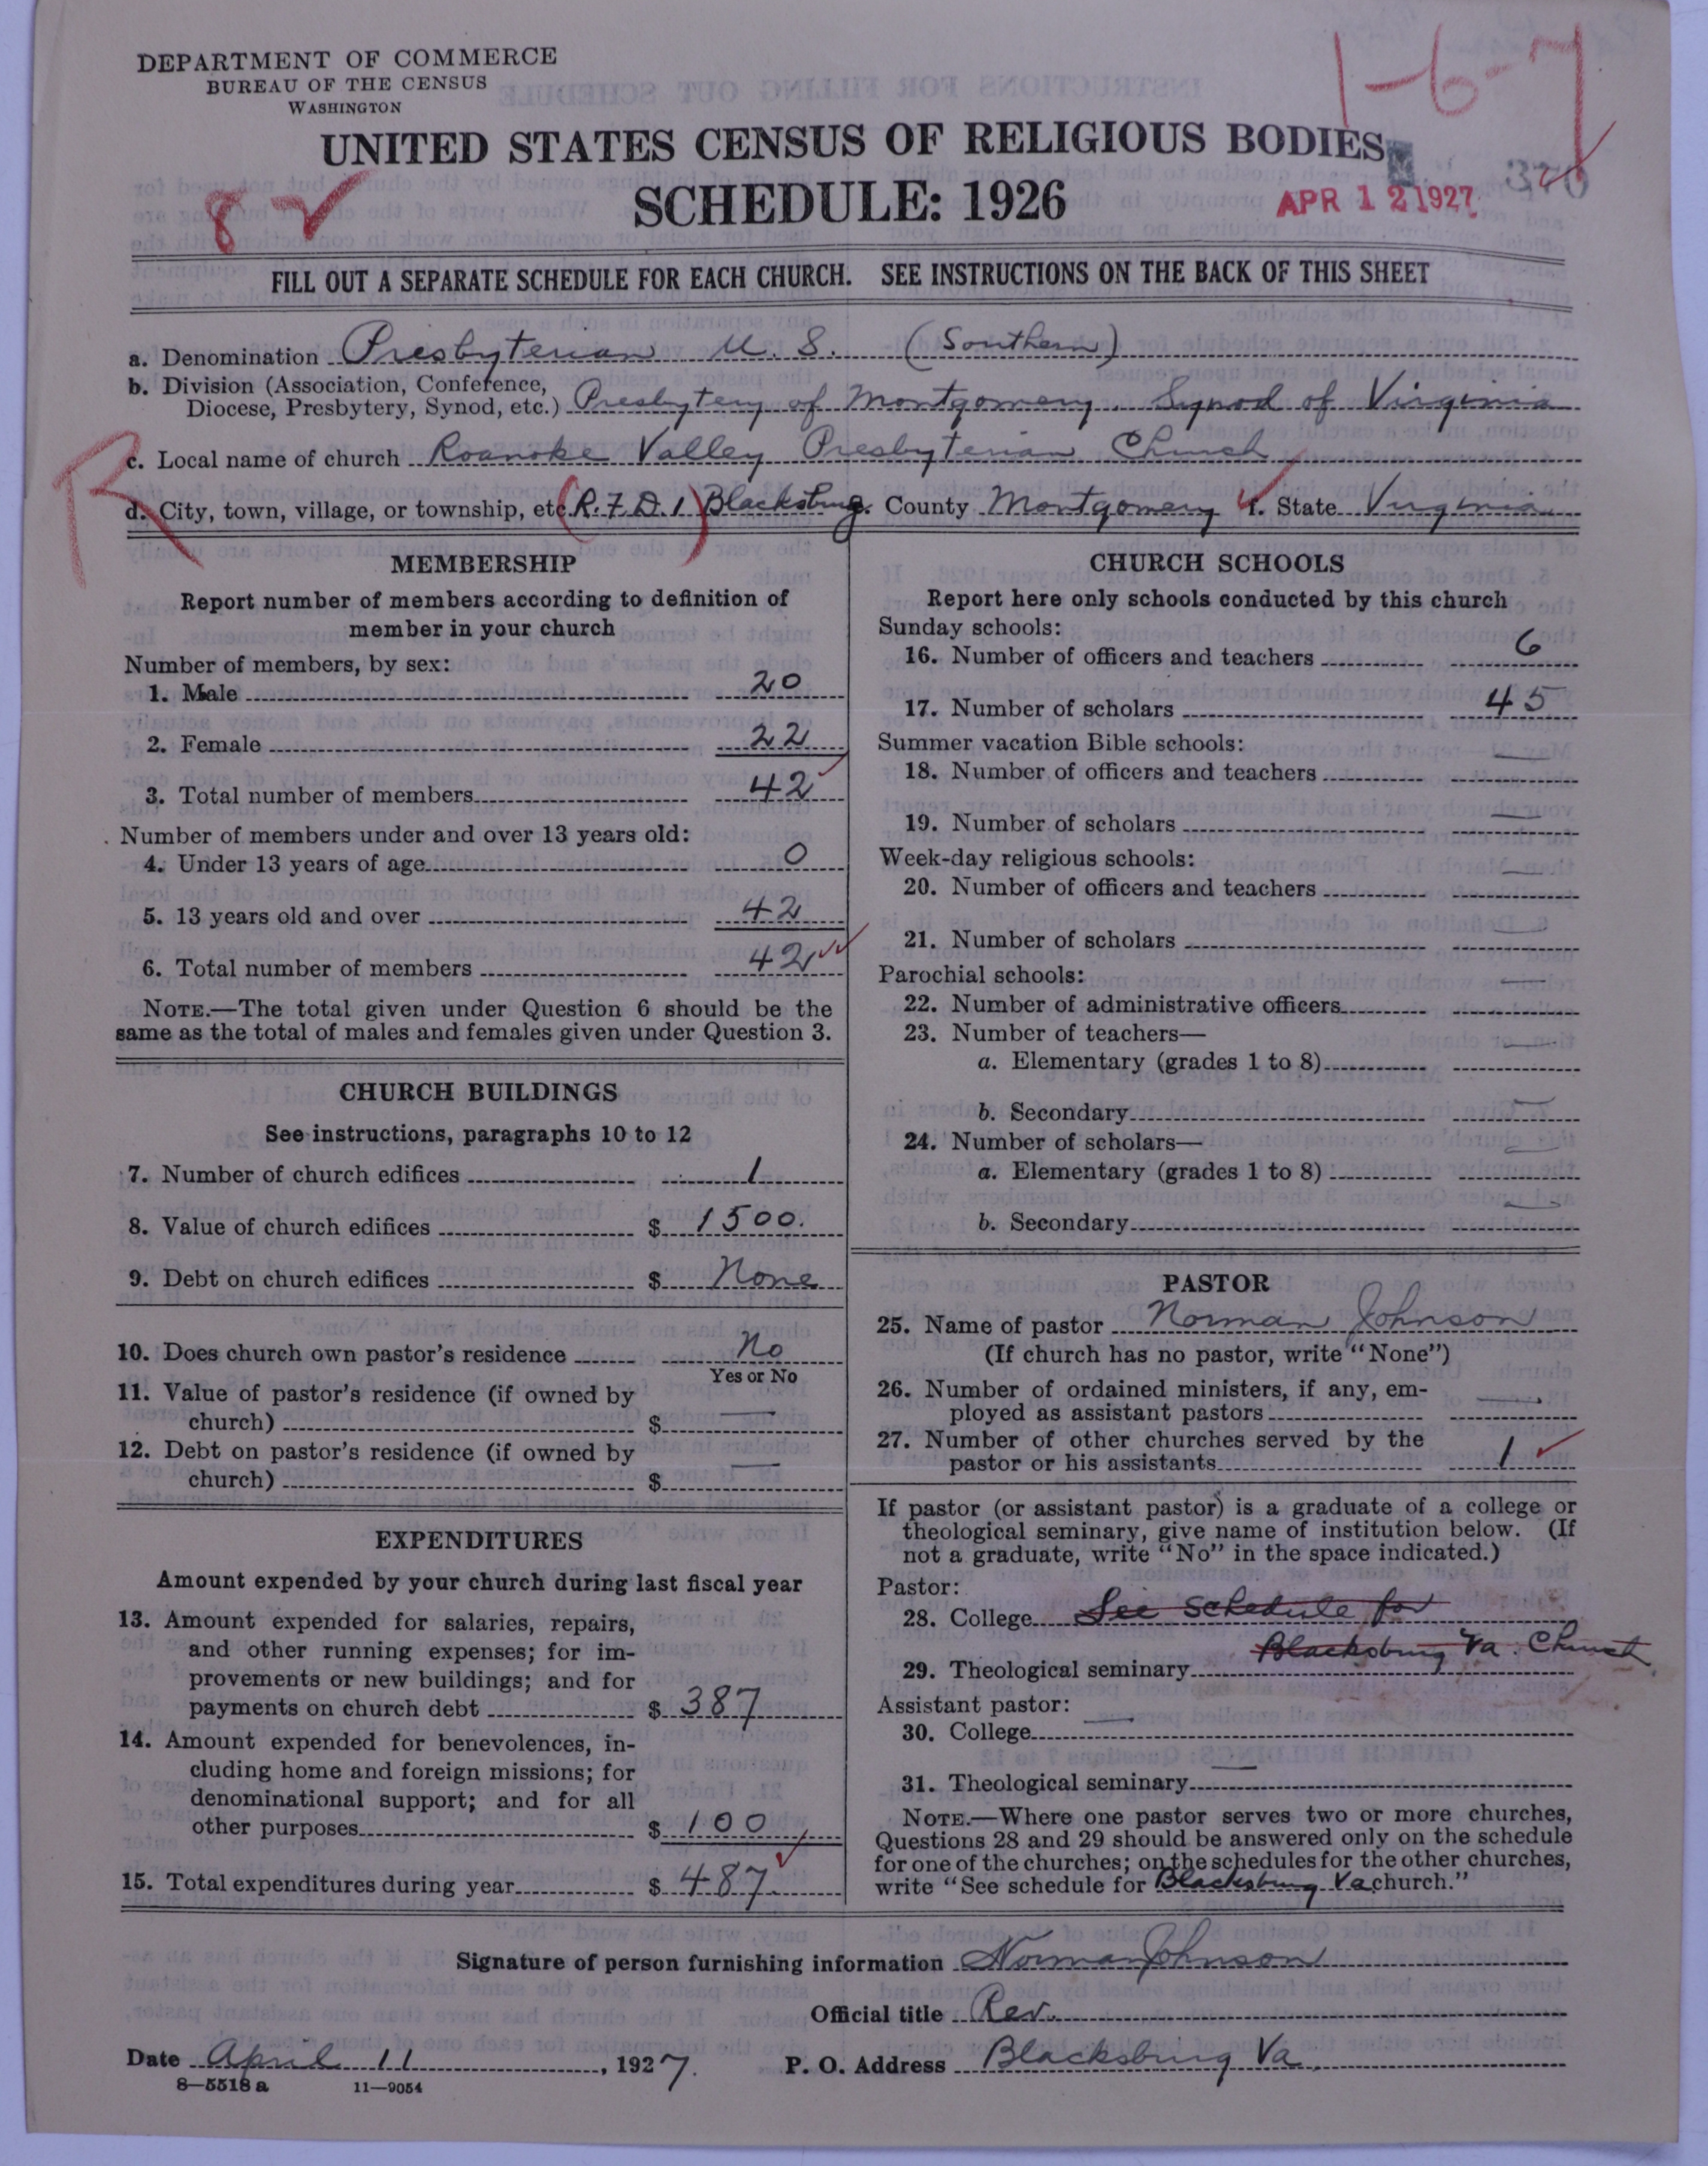 DEPARTMENT OF COMMERCE
BUREAU OF THE CENSUS
WASHINGTON
1-6-7
UNITED STATES CENSUS OF RELIGIOUS BODIES
SCHEDULE: 1926
8
APR 12 1927
FILL OUT A SEPARATE SCHEDULE FOR EACH CHURCH. SEE INSTRUCTIONS ON THE BACK OF THIS SHEET
a. Denomination Presbyterian U. S. (Southern)
b. Division (Association, Conference,
Diocese, Presbytery, Synod, etc.) Presbytery of Montgomery. Synod of Virginia
R
c. Local name of church Roanoke Valley Presbyterian Church
d. City, town, village, or township, etc. (R.F.D.1) Blacksburg. County Montgomery f. State Virginia
MEMBERSHIP
Report number of members according to definition of
member in your church
Number of members, by sex:
1. Male 20
2. Female 22
3. Total number of members 42
Number of members under and over 13 years old:
4. Under 13 years of age 0
5. 13 years old and over 42
6. Total number of members 42
NOTE.—The total given under Question 6 should be the
same as the total of males and females given under Question 3.
CHURCH BUILDINGS
See instructions, paragraphs 10 to 12
7. Number of church edifices 1
8. Value of church edifices $ 1500.
9. Debt on church edifices $ None
10. Does church own pastor's residence No
Yes or No
11. Value of pastor's residence (if owned by
church) $ —
12. Debt on pastor's residence (if owned by
church) $ —
EXPENDITURES
Amount expended by your church during last fiscal year
13. Amount expended for salaries, repairs,
and other running expenses; for im-
provements or new buildings; and for
payments on church debt $ 387
14. Amount expended for benevolences, in-
cluding home and foreign missions; for
denominational support; and for all
other purposes $ 100
15. Total expenditures during year $ 487
CHURCH SCHOOLS
Report here only schools conducted by this church
Sunday schools:
16. Number of officers and teachers 6
17. Number of scholars 45
Summer vacation Bible schools:
18. Number of officers and teachers —
19. Number of scholars —
Week-day religious schools:
20. Number of officers and teachers —
21. Number of scholars —
Parochial schools:
22. Number of administrative officers —
23. Number of teachers—
a. Elementary (grades 1 to 8) —
b. Secondary —
24. Number of scholars—
a. Elementary (grades 1 to 8) —
b. Secondary —
PASTOR
25. Name of pastor Norman Johnson
(If church has no pastor, write "None")
26. Number of ordained ministers, if any, em-
ployed as assistant pastors —
27. Number of other churches served by the
pastor or his assistants 1
If pastor (or assistant pastor) is a graduate of a college or
theological seminary, give name of institution below. (If
not a graduate, write "No" in the space indicated.)
Pastor:
28. College See schedule for
29. Theological seminary Blacksburg Va. Church
Assistant pastor:
30. College —
31. Theological seminary —
NOTE.—Where one pastor serves two or more churches,
Questions 28 and 29 should be answered only on the schedule
for one of the churches; on the schedules for the other churches,
write "See schedule for Blacksburg Va church."
Signature of person furnishing information Norman Johnson
Official title Rev.
Date April 11, 1927. P. O. Address Blacksburg Va.
8—5518 a 11—9054